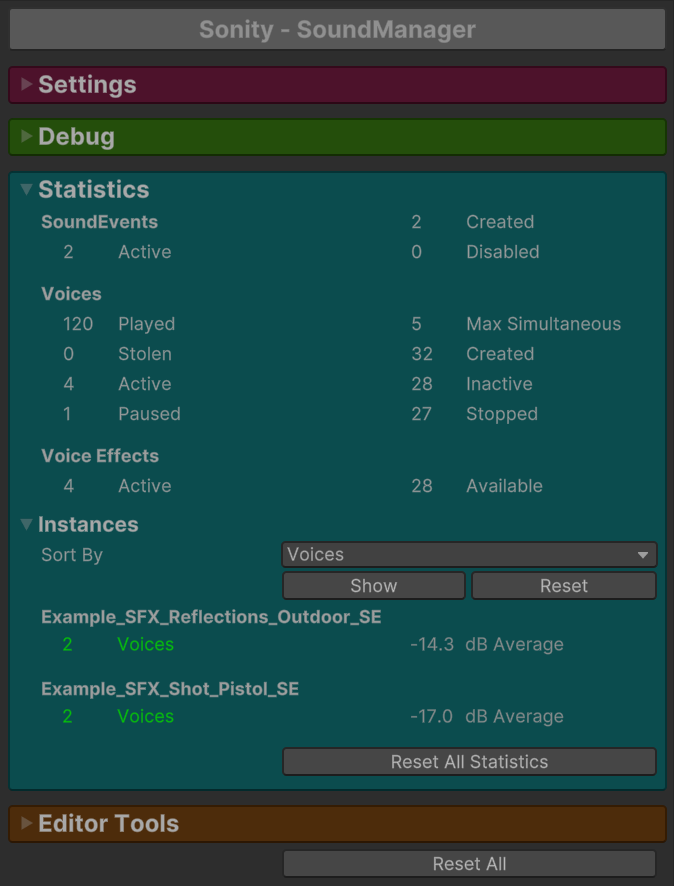 Sonity - SoundManager
Settings
Debug
Statistics
SoundEvents 2 Created
2 Active 0 Disabled
Voices
120 Played 5 Max Simultaneous
0 Stolen 32 Created
4 Active 28 Inactive
1 Paused 27 Stopped
Voice Effects
4 Active 28 Available
Instances
Sort By Voices
Show Reset
Example_SFX_Reflections_Outdoor_SE
2 Voices -14.3 dB Average
Example_SFX_Shot_Pistol_SE
2 Voices -17.0 dB Average
Reset All Statistics
Editor Tools
Reset All